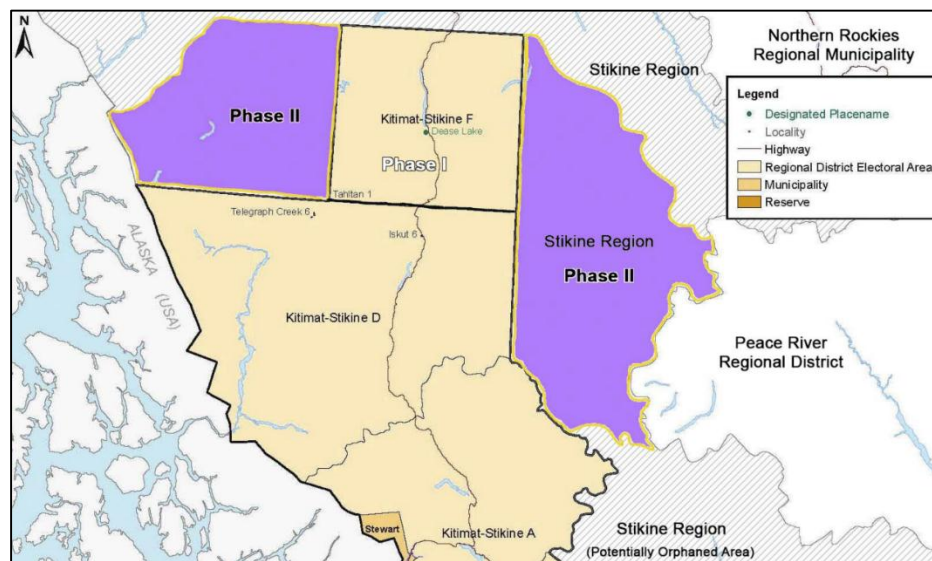 N
Northern Rockies
Regional Municipality
Stikine Region
Legend
Designated Placename
Locality
Highway
Regional District Electoral Area
Municipality
Reserve
Phase II
Kitimat-Stikine F
Dease Lake
Phase I
Tahltan 1
Telegraph Creek 6
Iskut 6
Stikine Region
Phase II
ALASKA
(USA)
Kitimat-Stikine D
Peace River
Regional District
Stewart
Kitimat-Stikine A
Stikine Region
(Potentially Orphaned Area)